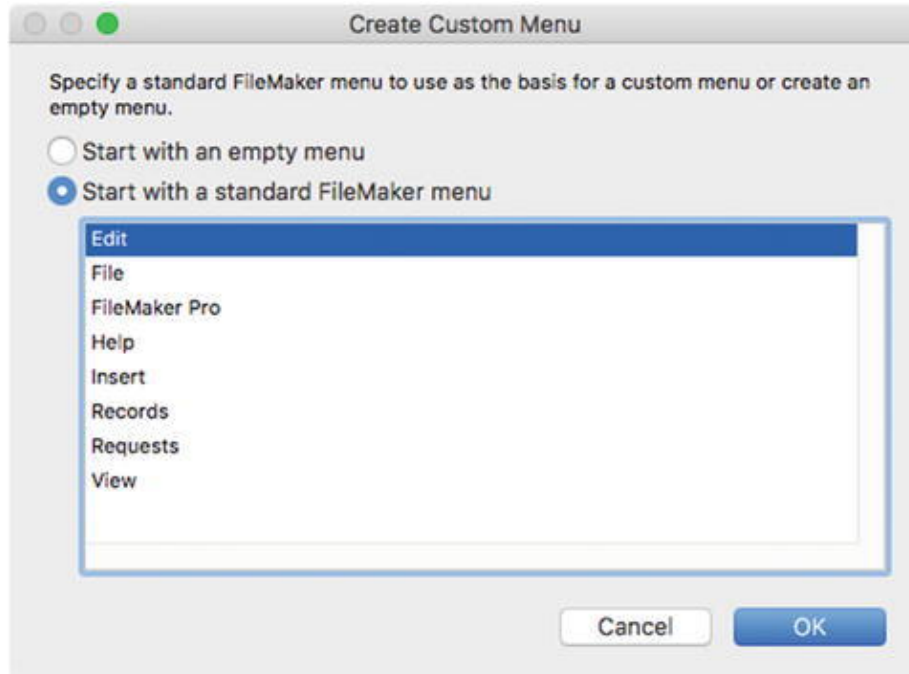 Create Custom Menu
Specify a standard FileMaker menu to use as the basis for a custom menu or create an
empty menu.
Start with an empty menu
Start with a standard FileMaker menu
Edit
File
FileMaker Pro
Help
Insert
Records
Requests
View
Cancel
OK